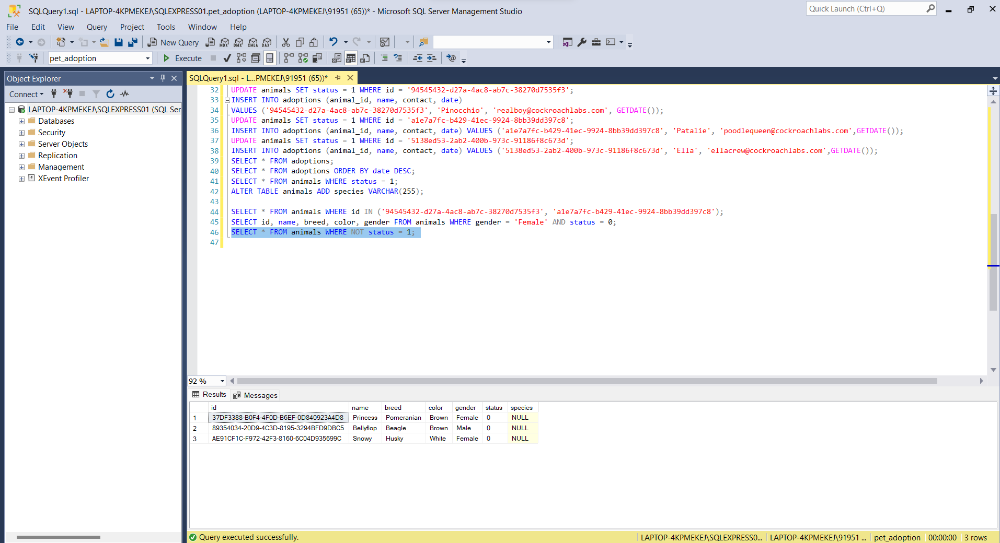 SQLQuery1.sql - LAPTOP-4KPMEKEJ\SQLEXPRESS01.pet_adoption (LAPTOP-4KPMEKEJ\91951 (65))* - Microsoft SQL Server Management Studio
Quick Launch (Ctrl+Q)
File Edit View Query Project Tools Window Help
New Query MDX DMX XMLA DAX
pet_adoption Execute
Object Explorer
Connect
LAPTOP-4KPMEKEJ\SQLEXPRESS01 (SQL Ser
Databases
Security
Server Objects
Replication
Management
XEvent Profiler
SQLQuery1.sql - L...PMEKEJ\91951 (65))*
32 UPDATE animals SET status = 1 WHERE id = '94545432-d27a-4ac8-ab7c-38270d7535f3';
33 INSERT INTO adoptions (animal_id, name, contact, date)
34 VALUES ('94545432-d27a-4ac8-ab7c-38270d7535f3', 'Pinocchio', 'realboy@cockroachlabs.com', GETDATE());
35 UPDATE animals SET status = 1 WHERE id = 'a1e7a7fc-b429-41ec-9924-8bb39dd397c8';
36 INSERT INTO adoptions (animal_id, name, contact, date) VALUES ('a1e7a7fc-b429-41ec-9924-8bb39dd397c8', 'Patalie', 'poodlequeen@cockroachlabs.com',GETDATE());
37 UPDATE animals SET status = 1 WHERE id = '5138ed53-2ab2-400b-973c-91186f8c673d';
38 INSERT INTO adoptions (animal_id, name, contact, date) VALUES ('5138ed53-2ab2-400b-973c-91186f8c673d', 'Ella', 'ellacrew@cockroachlabs.com',GETDATE());
39 SELECT * FROM adoptions;
40 SELECT * FROM adoptions ORDER BY date DESC;
41 SELECT * FROM animals WHERE status = 1;
42 ALTER TABLE animals ADD species VARCHAR(255);
43
44 SELECT * FROM animals WHERE id IN ('94545432-d27a-4ac8-ab7c-38270d7535f3', 'a1e7a7fc-b429-41ec-9924-8bb39dd397c8');
45 SELECT id, name, breed, color, gender FROM animals WHERE gender = 'Female' AND status = 0;
46 SELECT * FROM animals WHERE NOT status = 1;
47
92 %
Results Messages
id name breed color gender status species
1 37DF3388-B0F4-4F0D-B6EF-0D840923A4D8 Princess Pomeranian Brown Female 0 NULL
2 89354034-20D9-4C3D-8195-3294BFD9DBC5 Bellyflop Beagle Brown Male 0 NULL
3 AE91CF1C-F972-42F3-8160-6C04D935699C Snowy Husky White Female 0 NULL
Query executed successfully. LAPTOP-4KPMEKEJ\SQLEXPRESS0... LAPTOP-4KPMEKEJ\91951 ... pet_adoption 00:00:00 3 rows